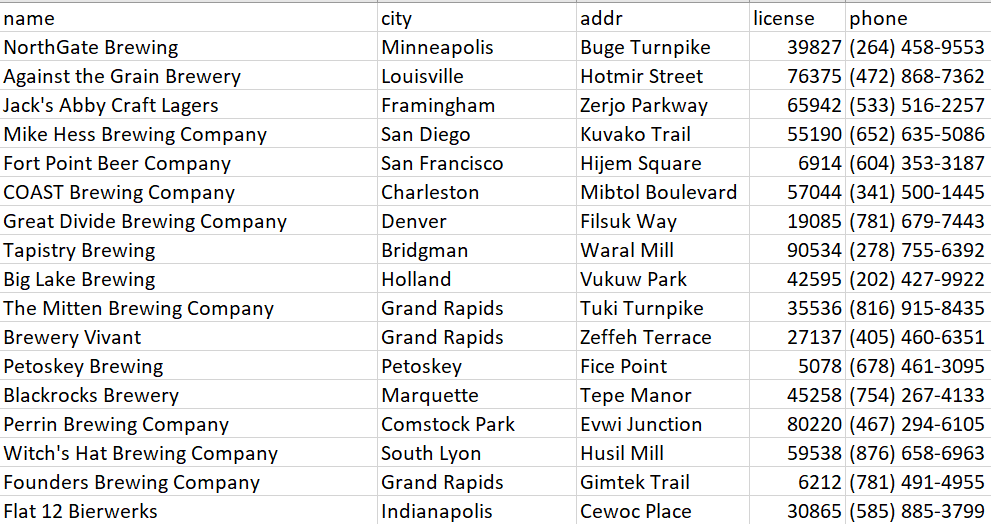 name city addr license phone
NorthGate Brewing Minneapolis Buge Turnpike 39827 (264) 458-9553
Against the Grain Brewery Louisville Hotmir Street 76375 (472) 868-7362
Jack's Abby Craft Lagers Framingham Zerjo Parkway 65942 (533) 516-2257
Mike Hess Brewing Company San Diego Kuvako Trail 55190 (652) 635-5086
Fort Point Beer Company San Francisco Hijem Square 6914 (604) 353-3187
COAST Brewing Company Charleston Mibtol Boulevard 57044 (341) 500-1445
Great Divide Brewing Company Denver Filsuk Way 19085 (781) 679-7443
Tapistry Brewing Bridgman Waral Mill 90534 (278) 755-6392
Big Lake Brewing Holland Vukuw Park 42595 (202) 427-9922
The Mitten Brewing Company Grand Rapids Tuki Turnpike 35536 (816) 915-8435
Brewery Vivant Grand Rapids Zeffeh Terrace 27137 (405) 460-6351
Petoskey Brewing Petoskey Fice Point 5078 (678) 461-3095
Blackrocks Brewery Marquette Tepe Manor 45258 (754) 267-4133
Perrin Brewing Company Comstock Park Evwi Junction 80220 (467) 294-6105
Witch's Hat Brewing Company South Lyon Husil Mill 59538 (876) 658-6963
Founders Brewing Company Grand Rapids Gimtek Trail 6212 (781) 491-4955
Flat 12 Bierwerks Indianapolis Cewoc Place 30865 (585) 885-3799